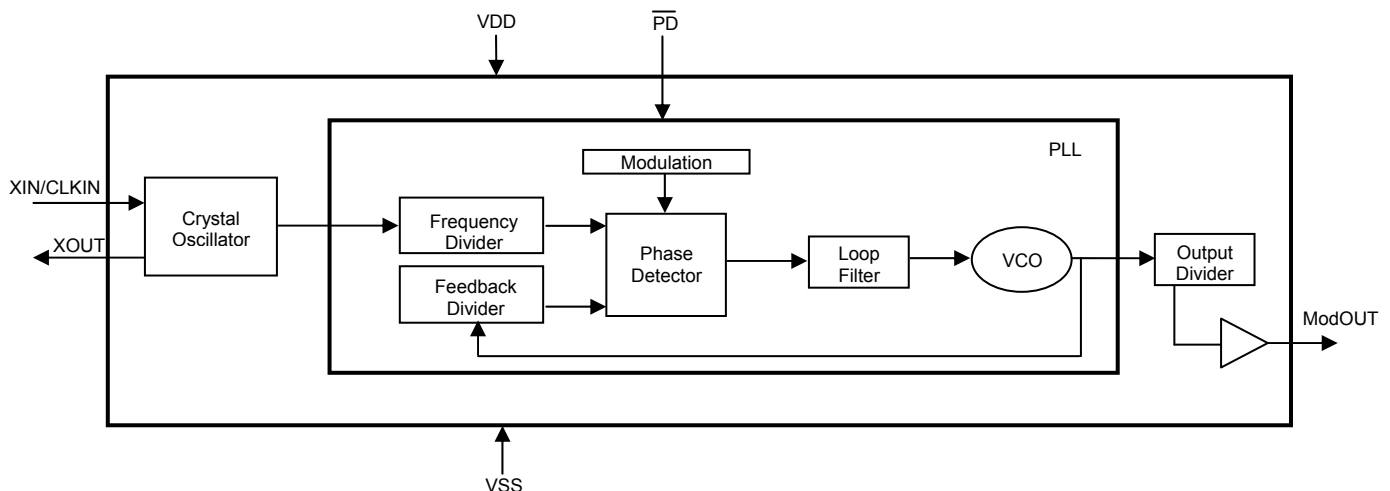 VDD
P̅D̅
PLL
Modulation
XIN/CLKIN
Crystal
Oscillator
XOUT
Frequency
Divider
Feedback
Divider
Phase
Detector
Loop
Filter
VCO
Output
Divider
ModOUT
VSS